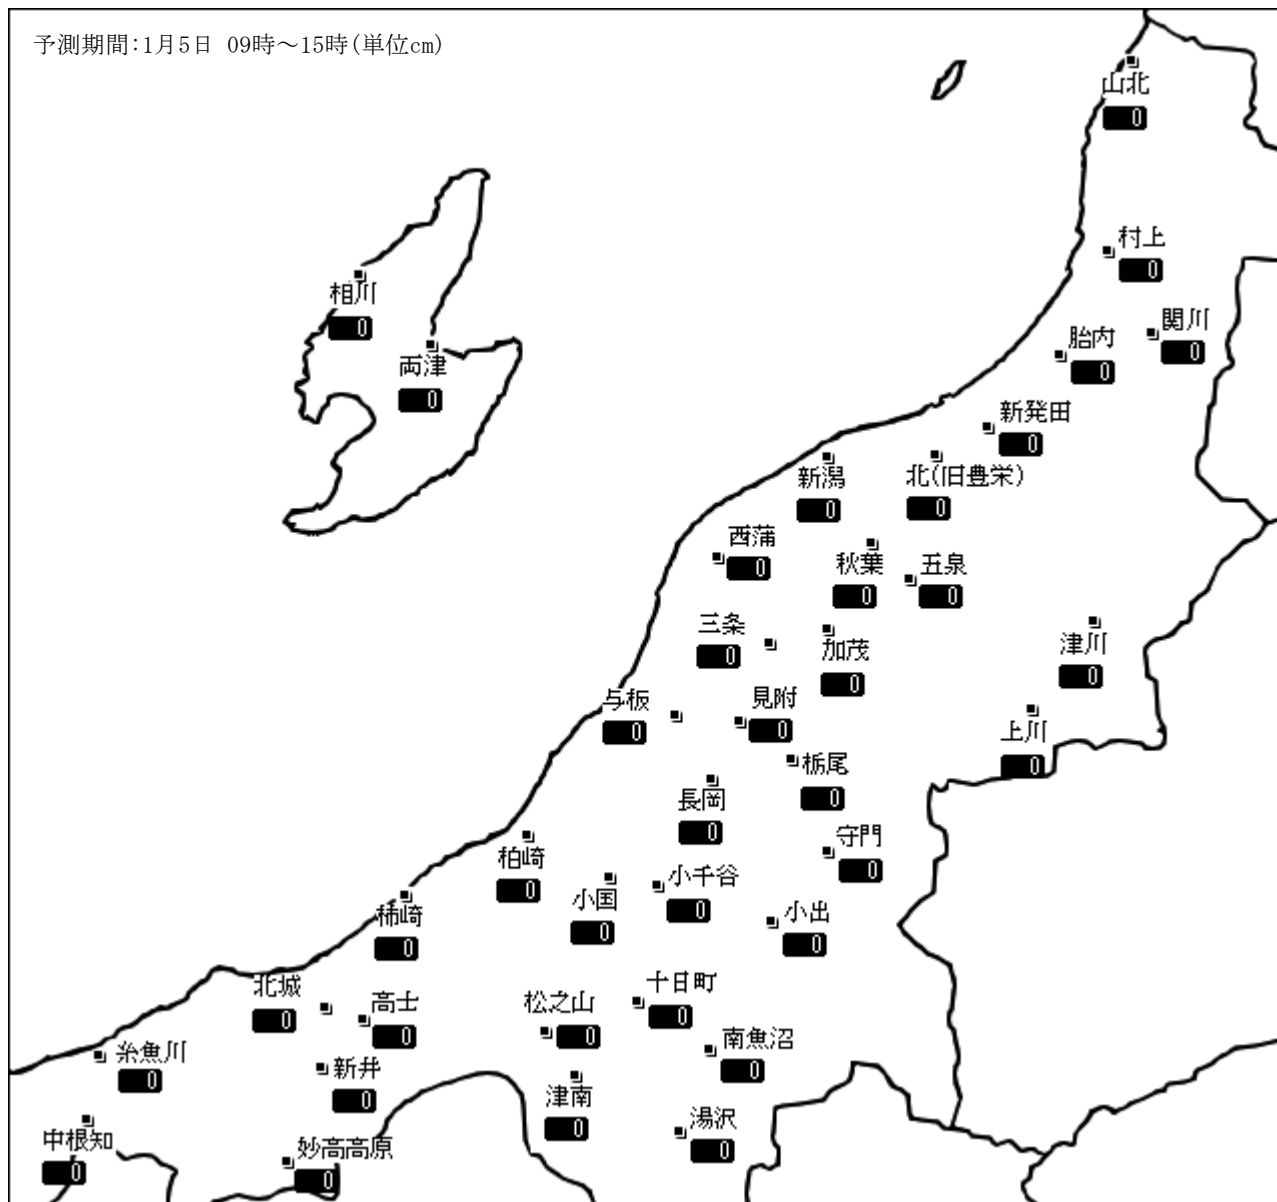 予測期間:1月5日 09時～15時(単位cm)
山北
0
村上
0
関川
0
胎内
0
相川
0
両津
0
新発田
0
新潟
0
北(旧豊栄)
0
西蒲
0
秋葉
0
五泉
0
三条
0
加茂
0
津川
0
与板
0
見附
0
上川
0
栃尾
0
長岡
0
守門
0
柏崎
0
小国
0
小千谷
0
小出
0
柿崎
0
北城
0
高士
0
松之山
0
十日町
0
南魚沼
0
糸魚川
0
新井
0
津南
0
湯沢
0
中根知
0
妙高高原
0